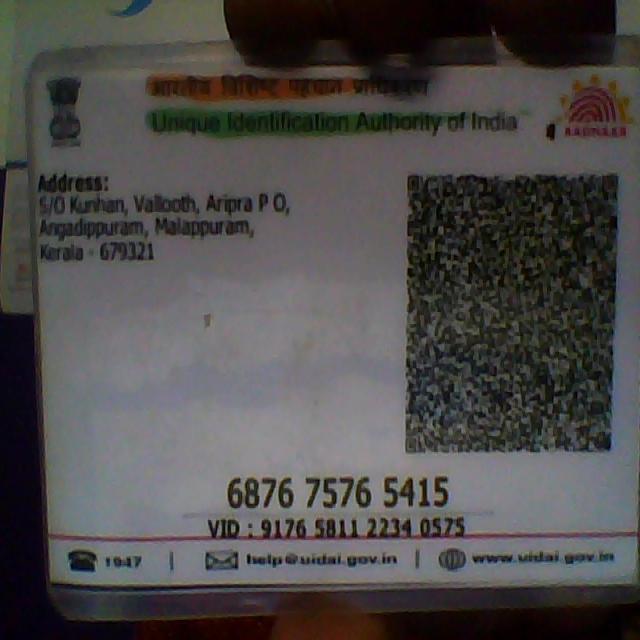 भारतीय विशिष्ट पहचान प्राधिकरण
Unique Identification Authority of India
AADHAAR
Address:
S/O Kunhan, Vallooth, Aripra P O,
Angadippuram, Malappuram,
Kerala - 679321
6876 7576 5415
VID : 9176 5811 2234 0575
1947 | help@uidai.gov.in | www.uidai.gov.in